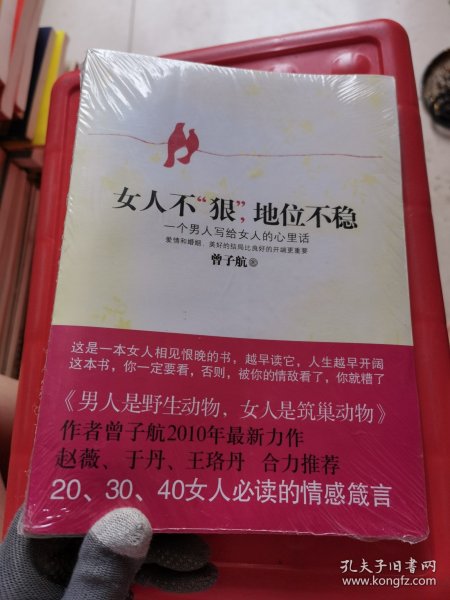 女人不“狠”，地位不稳
一个男人写给女人的心里话
爱情和婚姻，美好的结局比良好的开端更重要
曾子航 著
这是一本女人相见恨晚的书，越早读它，人生越早开阔
这本书，你一定要看，否则，被你的情敌看了，你就糟了
《男人是野生动物，女人是筑巢动物》
作者曾子航2010年最新力作
赵薇、于丹、王珞丹 合力推荐
20、30、40女人必读的情感箴言
孔夫子旧书网
www.kongfz.com